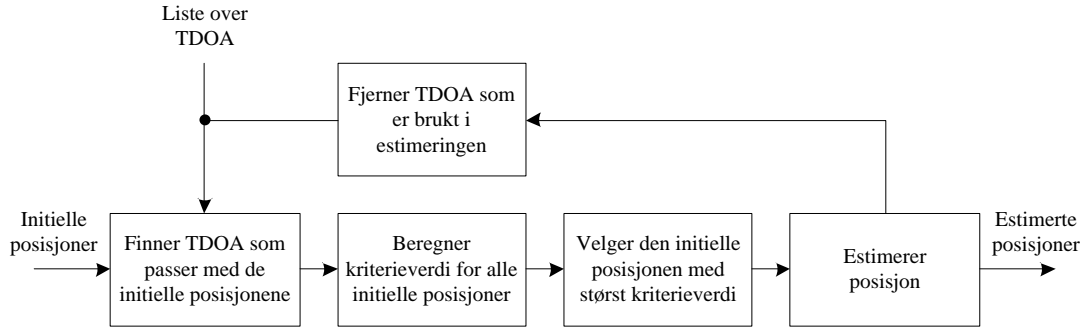 Liste over
TDOA
Fjerner TDOA som
er brukt i
estimeringen
Initielle
posisjoner
Finner TDOA som
passer med de
initielle posisjonene
Beregner
kriterieverdi for alle
initielle posisjoner
Velger den initielle
posisjonen med
størst kriterieverdi
Estimerer
posisjon
Estimerte
posisjoner